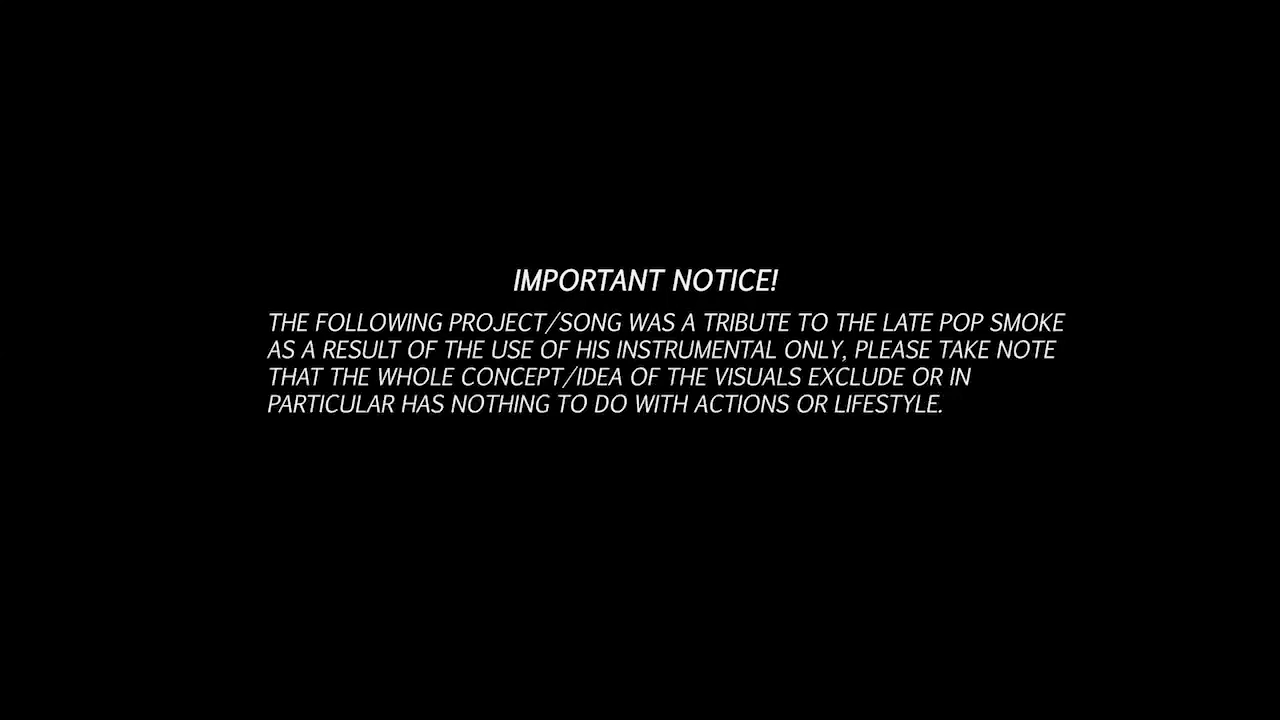 IMPORTANT NOTICE!
THE FOLLOWING PROJECT/SONG WAS A TRIBUTE TO THE LATE POP SMOKE
AS A RESULT OF THE USE OF HIS INSTRUMENTAL ONLY, PLEASE TAKE NOTE
THAT THE WHOLE CONCEPT/IDEA OF THE VISUALS EXCLUDE OR IN
PARTICULAR HAS NOTHING TO DO WITH ACTIONS OR LIFESTYLE.